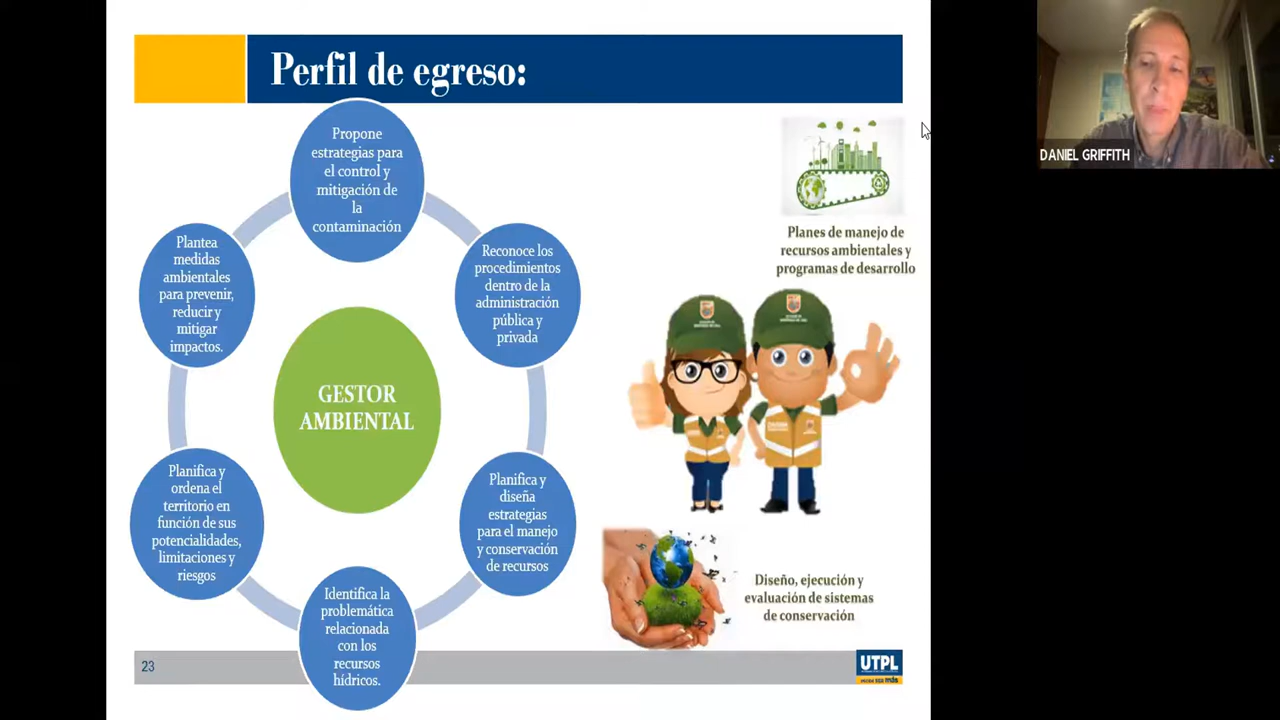 Perfil de egreso:
Propone
estrategias para
el control y
mitigación de
la
contaminación
Reconoce los
procedimientos
dentro de la
administración
pública y
privada
Planifica y
diseña
estrategias
para el manejo
y conservación
de recursos
Identifica la
problemática
relacionada
con los
recursos
hídricos.
Planifica y
ordena el
territorio en
función de sus
potencialidades,
limitaciones y
riesgos
Plantea
medidas
ambientales
para prevenir,
reducir y
mitigar
impactos.
GESTOR
AMBIENTAL
Planes de manejo de
recursos ambientales y
programas de desarrollo
Diseño, ejecución y
evaluación de sistemas
de conservación
23
UTPL
DANIEL GRIFFITH